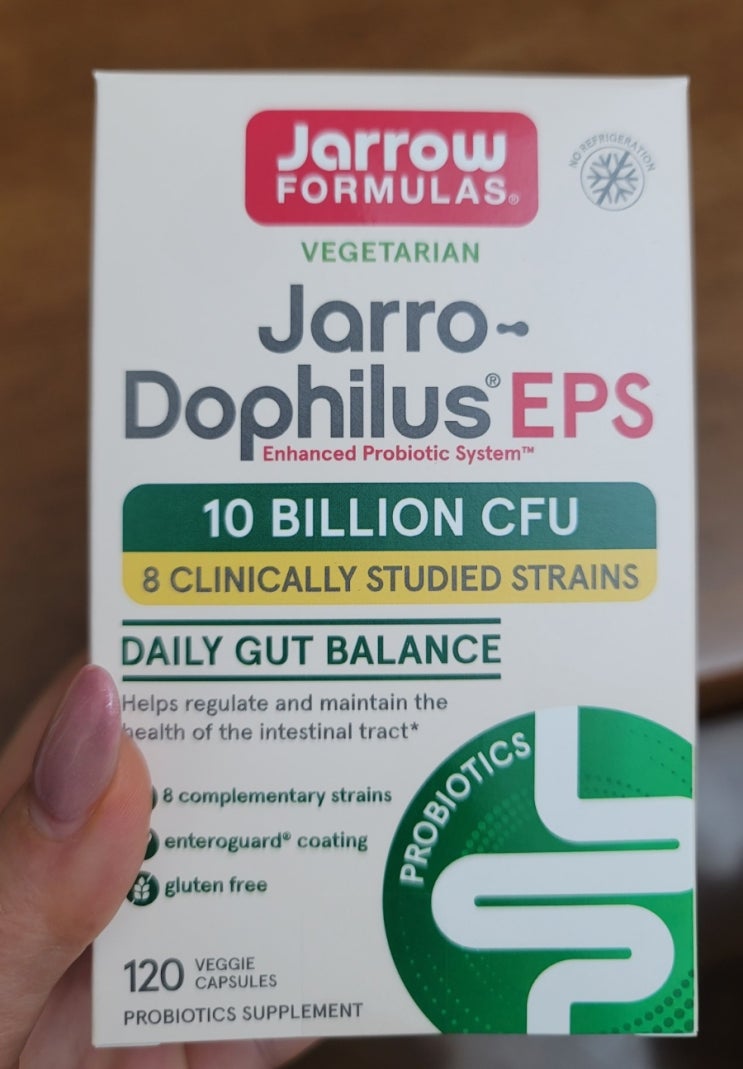 Jarrow
FORMULAS®
NO REFRIGERATION
VEGETARIAN
Jarro-
Dophilus® EPS
Enhanced Probiotic System™
10 BILLION CFU
8 CLINICALLY STUDIED STRAINS
DAILY GUT BALANCE
Helps regulate and maintain the
health of the intestinal tract*
8 complementary strains
enteroguard® coating
gluten free
PROBIOTICS
120 VEGGIE
CAPSULES
PROBIOTICS SUPPLEMENT